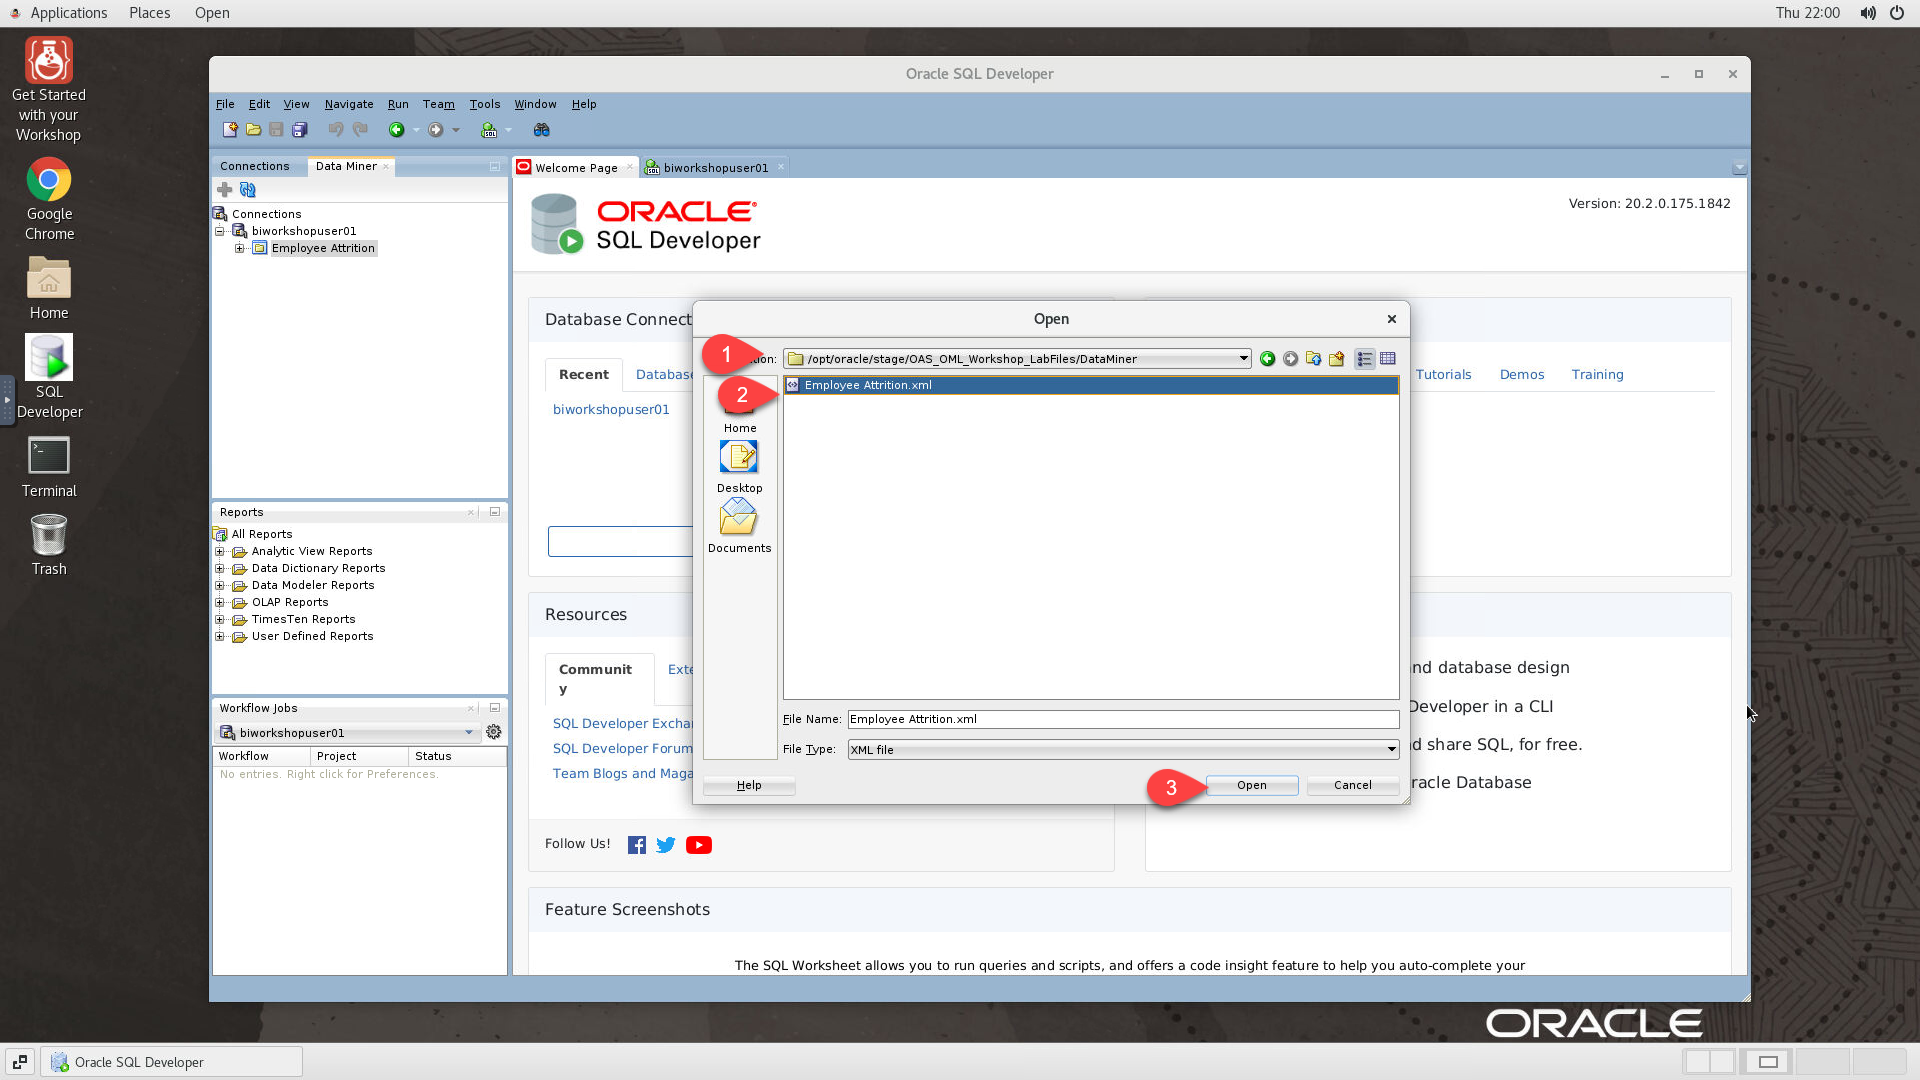 Applications
Places
Open
Thu 22:00
Get Started
with your
Workshop
Google
Chrome
Home
SQL
Developer
Terminal
Trash
Oracle SQL Developer
File
Edit
View
Navigate
Run
Team
Tools
Window
Help
Connections
Data Miner
Connections
biworkshopuser01
Employee Attrition
Reports
All Reports
Analytic View Reports
Data Dictionary Reports
Data Modeler Reports
OLAP Reports
TimesTen Reports
User Defined Reports
Workflow Jobs
biworkshopuser01
Workflow
Project
Status
No entries. Right click for Preferences.
Welcome Page
biworkshopuser01
ORACLE
SQL Developer
Version: 20.2.0.175.1842
Database Connect
Recent
Database
biworkshopuser01
Tutorials
Demos
Training
Resources
Communit
y
Exte
SQL Developer Exchar
SQL Developer Forum
Team Blogs and Maga
nd database design
Developer in a CLI
d share SQL, for free.
racle Database
Follow Us!
Feature Screenshots
The SQL Worksheet allows you to run queries and scripts, and offers a code insight feature to help you auto-complete your
Open
1
ion:
/opt/oracle/stage/OAS_OML_Workshop_LabFiles/DataMiner
2
Employee Attrition.xml
Home
Desktop
Documents
File Name:
Employee Attrition.xml
File Type:
XML file
Help
3
Open
Cancel
ORACLE
Oracle SQL Developer